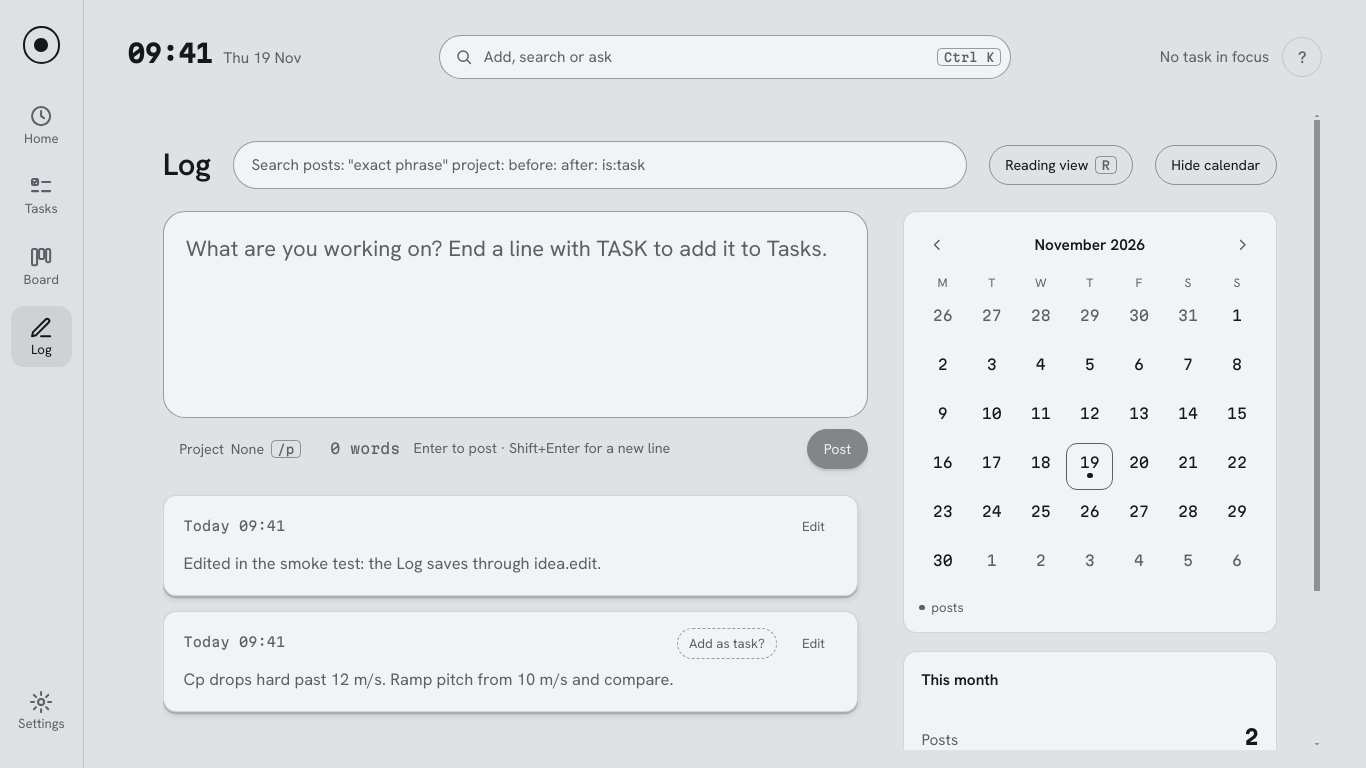 09:41 Thu 19 Nov
Add, search or ask Ctrl K
No task in focus ?
Home
Tasks
Board
Log
Settings
Log
Search posts: "exact phrase" project: before: after: is:task
Reading view R
Hide calendar
What are you working on? End a line with TASK to add it to Tasks.
Project None /p 0 words Enter to post · Shift+Enter for a new line
Post
Today 09:41 Edit
Edited in the smoke test: the Log saves through idea.edit.
Today 09:41 Add as task? Edit
Cp drops hard past 12 m/s. Ramp pitch from 10 m/s and compare.
November 2026
M T W T F S S
26 27 28 29 30 31 1
2 3 4 5 6 7 8
9 10 11 12 13 14 15
16 17 18 19 20 21 22
23 24 25 26 27 28 29
30 1 2 3 4 5 6
posts
This month
Posts 2